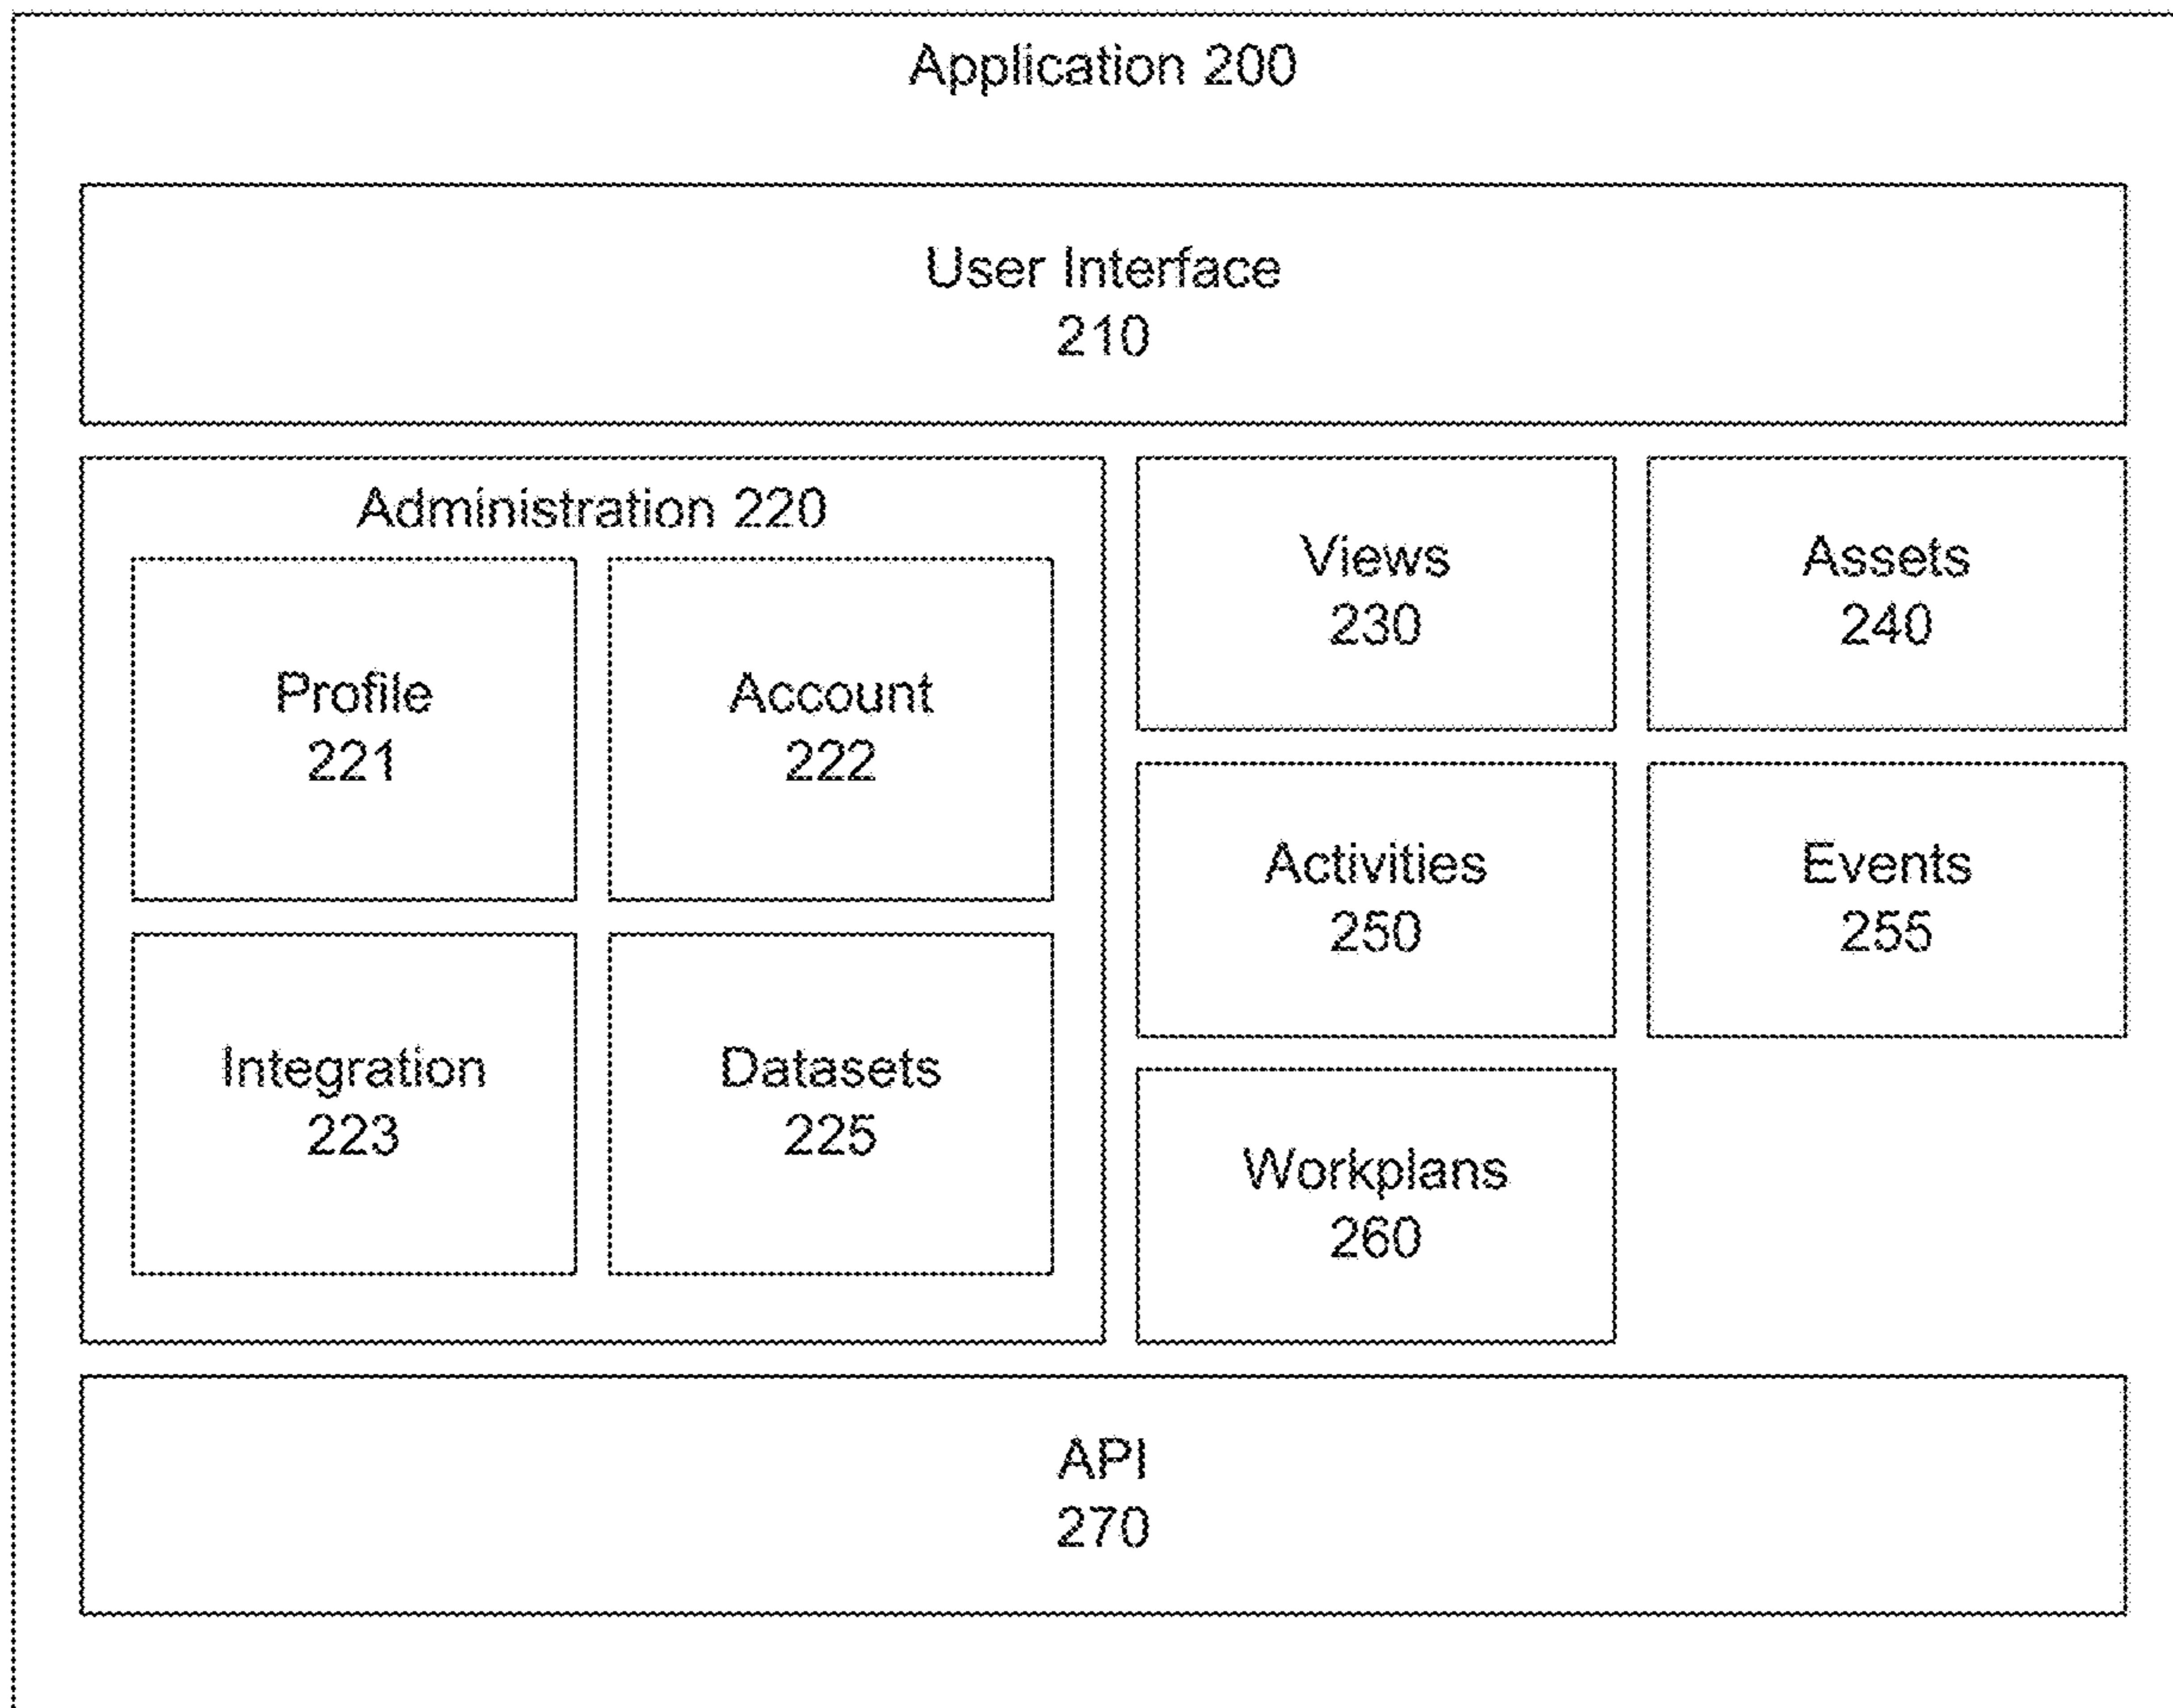 Application 200
User Interface
210
Administration 220
Profile
221
Account
222
Integration
223
Datasets
225
Views
230
Assets
240
Activities
250
Events
255
Workplans
260
API
270